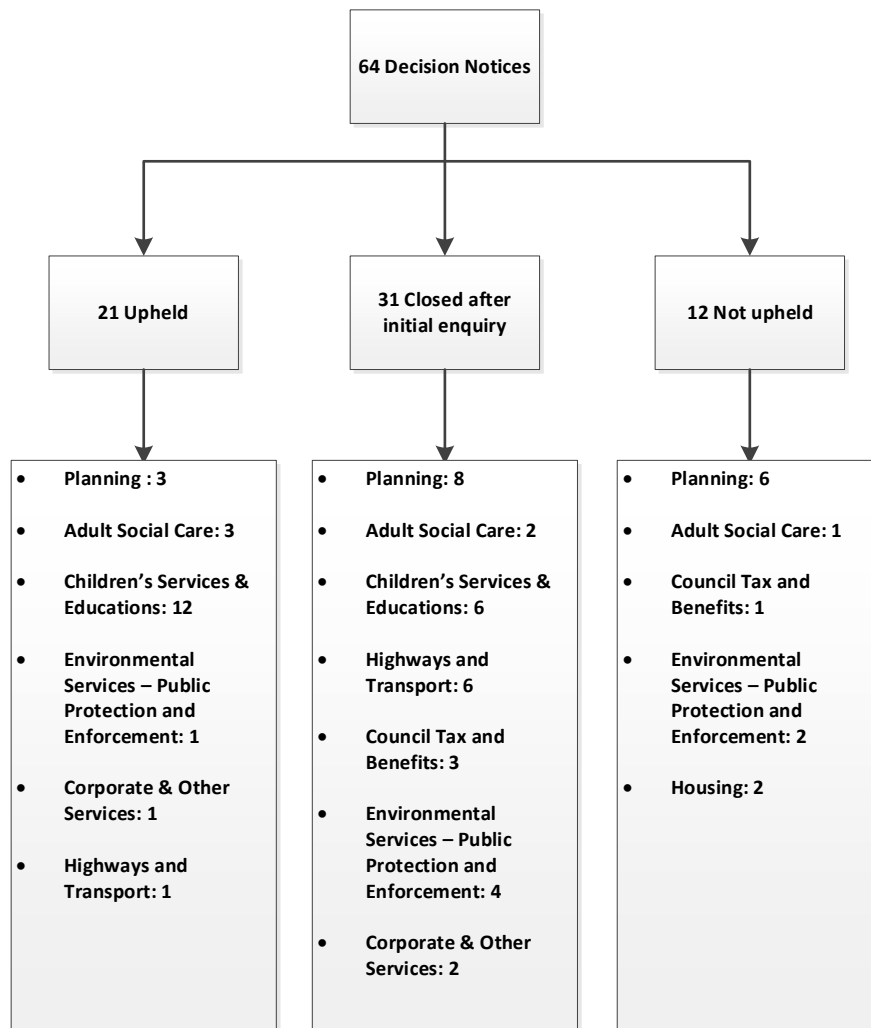 64 Decision Notices
21 Upheld
31 Closed after
initial enquiry
12 Not upheld
• Planning : 3
• Adult Social Care: 3
• Children’s Services &
Educations: 12
• Environmental
Services – Public
Protection and
Enforcement: 1
• Corporate & Other
Services: 1
• Highways and
Transport: 1
• Planning: 8
• Adult Social Care: 2
• Children’s Services &
Educations: 6
• Highways and
Transport: 6
• Council Tax and
Benefits: 3
• Environmental
Services – Public
Protection and
Enforcement: 4
• Corporate & Other
Services: 2
• Planning: 6
• Adult Social Care: 1
• Council Tax and
Benefits: 1
• Environmental
Services – Public
Protection and
Enforcement: 2
• Housing: 2